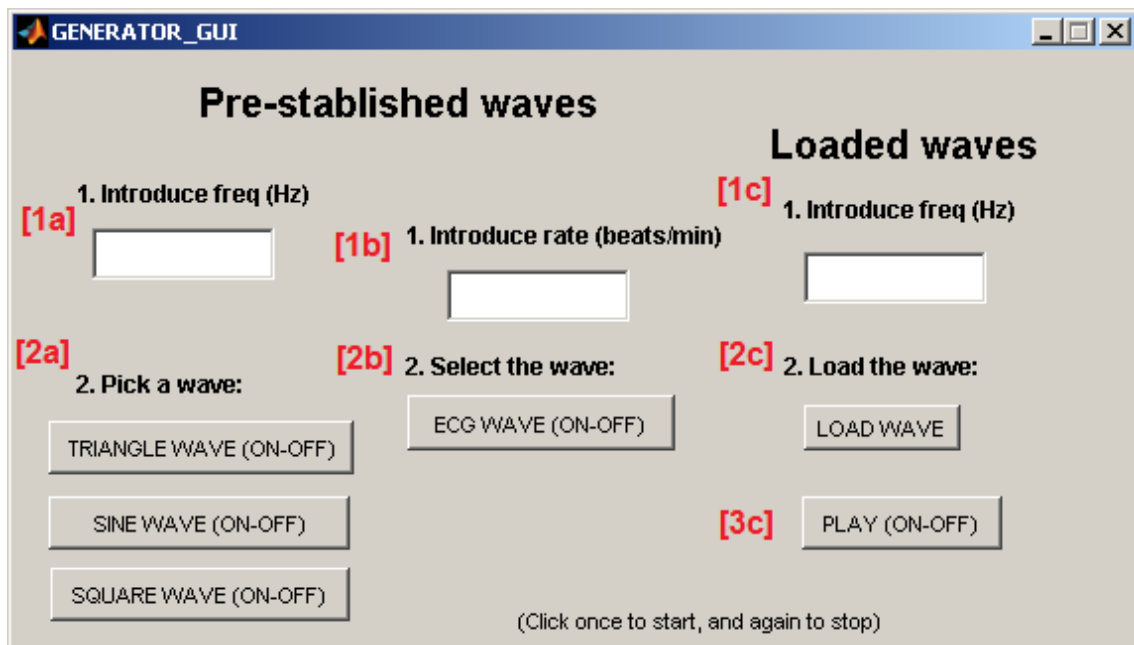 GENERATOR_GUI
Pre-stablished waves
Loaded waves
[1a] 1. Introduce freq (Hz)
[1b] 1. Introduce rate (beats/min)
[1c] 1. Introduce freq (Hz)
[2a] 2. Pick a wave:
TRIANGLE WAVE (ON-OFF)
SINE WAVE (ON-OFF)
SQUARE WAVE (ON-OFF)
[2b] 2. Select the wave:
ECG WAVE (ON-OFF)
[2c] 2. Load the wave:
LOAD WAVE
[3c] PLAY (ON-OFF)
(Click once to start, and again to stop)